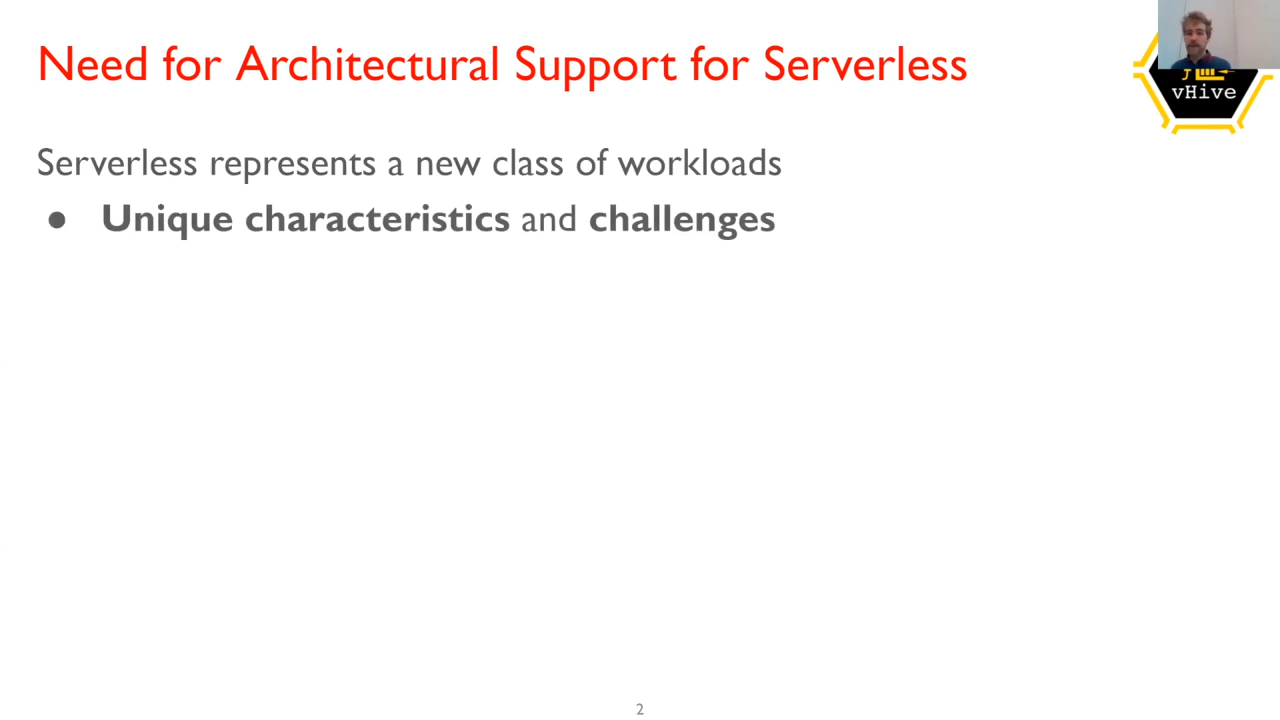 Need for Architectural Support for Serverless
vHive
Serverless represents a new class of workloads
● Unique characteristics and challenges
2